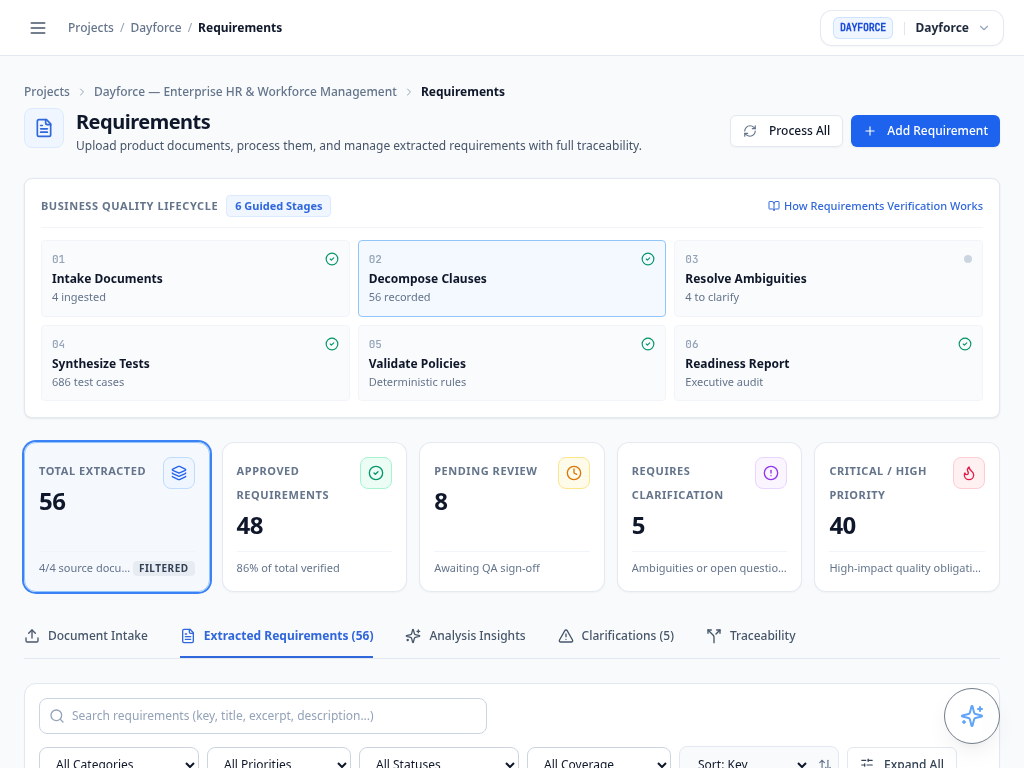 Projects / Dayforce / Requirements
DAYFORCE Dayforce
Projects > Dayforce — Enterprise HR & Workforce Management > Requirements
Requirements
Upload product documents, process them, and manage extracted requirements with full traceability.
Process All
Add Requirement
BUSINESS QUALITY LIFECYCLE 6 Guided Stages
How Requirements Verification Works
01
Intake Documents
4 ingested
02
Decompose Clauses
56 recorded
03
Resolve Ambiguities
4 to clarify
04
Synthesize Tests
686 test cases
05
Validate Policies
Deterministic rules
06
Readiness Report
Executive audit
TOTAL EXTRACTED
56
4/4 source docu... FILTERED
APPROVED
REQUIREMENTS
48
86% of total verified
PENDING REVIEW
8
Awaiting QA sign-off
REQUIRES
CLARIFICATION
5
Ambiguities or open questio...
CRITICAL / HIGH
PRIORITY
40
High-impact quality obligati...
Document Intake
Extracted Requirements (56)
Analysis Insights
Clarifications (5)
Traceability
Search requirements (key, title, excerpt, description...)
All Categories
All Priorities
All Statuses
All Coverage
Sort: Key
Expand All